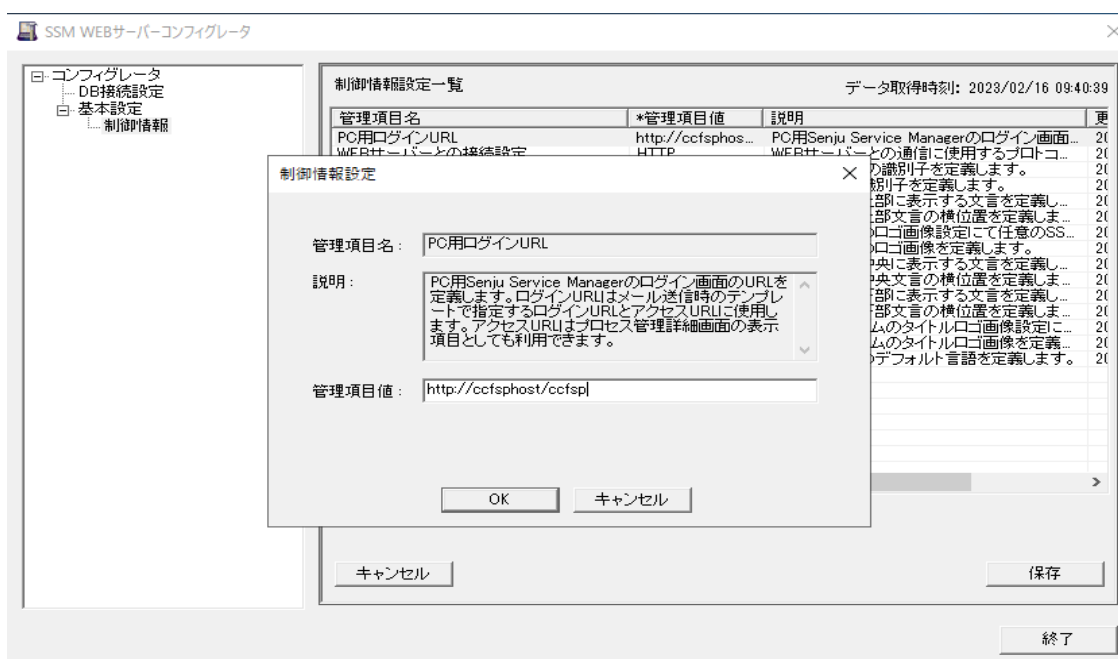 SSM WEBサーバーコンフィグレータ
コンフィグレータ
DB接続設定
基本設定
制御情報
制御情報設定一覧
データ取得時刻: 2023/02/16 09:40:39
管理項目名 *管理項目値 説明 更
PC用ログインURL http://ccfsphos... PC用Senju Service Managerのログイン画面... 20
WEBサーバーとの接続設定 HTTP WEBサーバーとの通信に使用するプロトコ... 20
の識別子を定義します。 20
別子を定義します。 20
部に表示する文言を定義し... 20
部文言の横位置を定義しま... 20
ロゴ画像設定にて任意のSS... 20
ロゴ画像を定義します。 20
中央に表示する文言を定義し... 20
央文言の横位置を定義しま... 20
部に表示する文言を定義し... 20
部文言の横位置を定義しま... 20
ムのタイトルロゴ画像設定に... 20
ムのタイトルロゴ画像を定義... 20
デフォルト言語を定義します。 20
制御情報設定
管理項目名 :
PC用ログインURL
説明 :
PC用Senju Service Managerのログイン画面のURLを
定義します。ログインURLはメール送信時のテンプレ
ートで指定するログインURLとアクセスURLに使用し
ます。アクセスURLはプロセス管理詳細画面の表示
項目としても利用できます。
管理項目値 :
http://ccfsphost/ccfsp
OK キャンセル
キャンセル 保存
終了